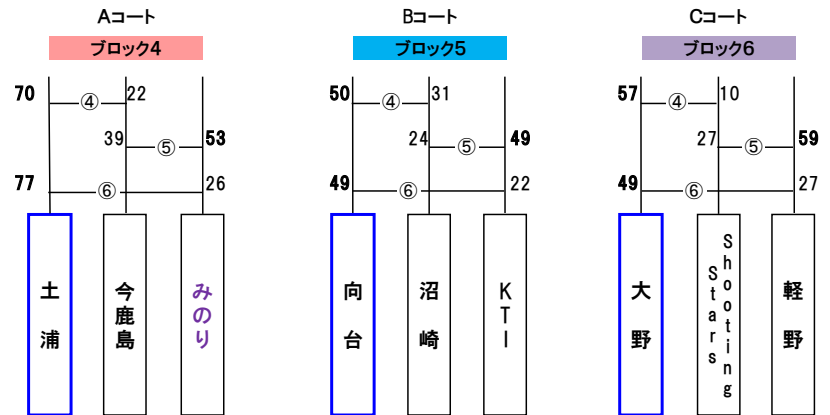 Aコート
Bコート
Cコート
ブロック4
ブロック5
ブロック6
70 ④ 22
50 ④ 31
57 ④ 10
39 ⑤ 53
24 ⑤ 49
27 ⑤ 59
77 ⑥ 26
49 ⑥ 22
49 ⑥ 27
土浦
今鹿島
みのり
向台
沼崎
KTI
大野
Shooting
Stars
軽野